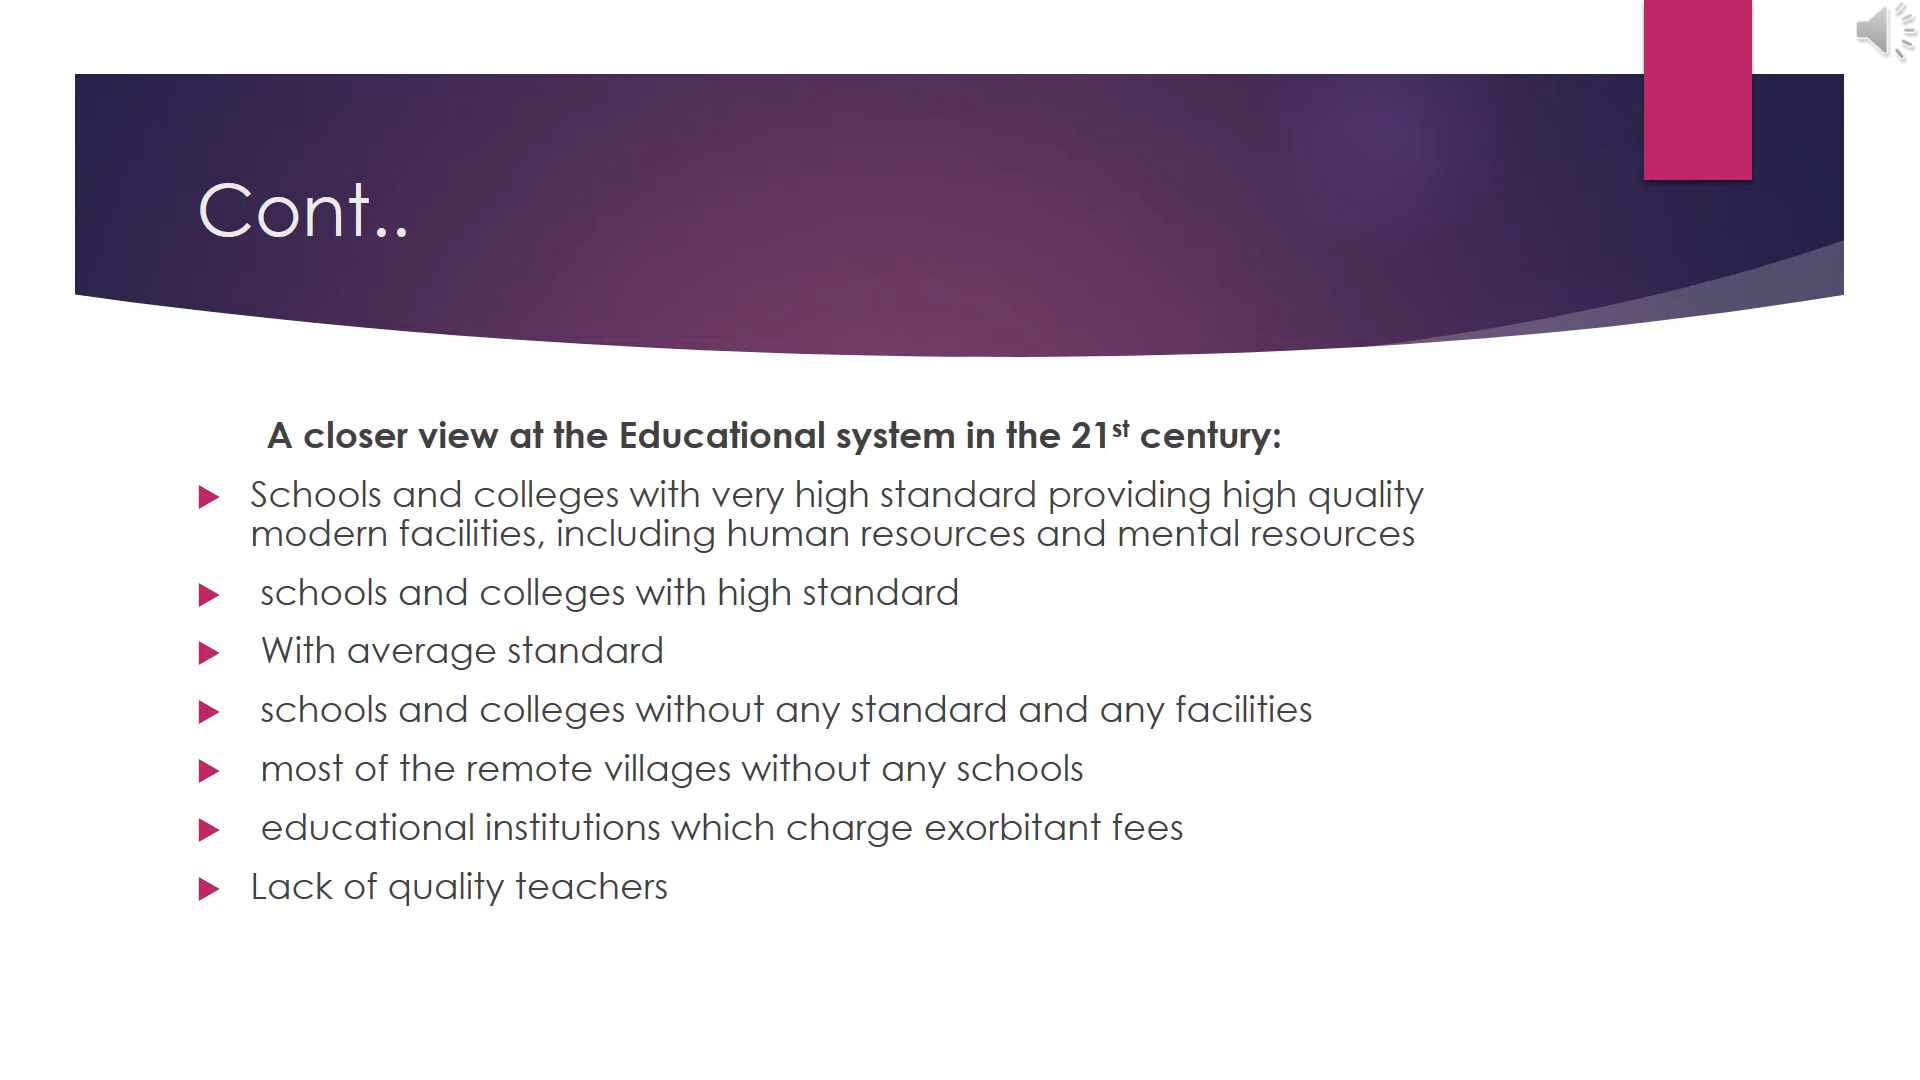 Cont..
A closer view at the Educational system in the 21st century:
Schools and colleges with very high standard providing high quality
modern facilities, including human resources and mental resources
schools and colleges with high standard
With average standard
schools and colleges without any standard and any facilities
most of the remote villages without any schools
educational institutions which charge exorbitant fees
Lack of quality teachers